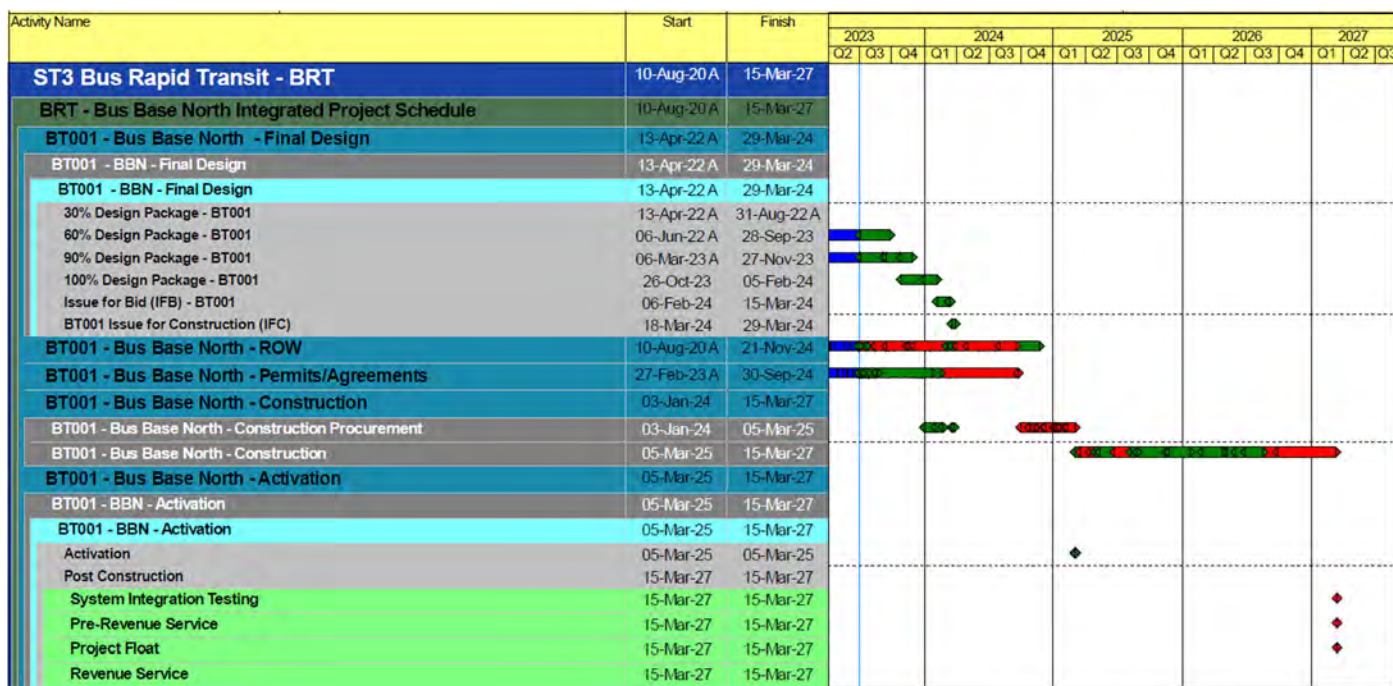 Activity Name Start Finish
2023 2024 2025 2026 2027
Q2 Q3 Q4 Q1 Q2 Q3 Q4 Q1 Q2 Q3 Q4 Q1 Q2 Q3 Q4 Q1 Q2 Q3
ST3 Bus Rapid Transit - BRT 10-Aug-20 A 15-Mar-27
BRT - Bus Base North Integrated Project Schedule 10-Aug-20 A 15-Mar-27
BT001 - Bus Base North - Final Design 13-Apr-22 A 29-Mar-24
BT001 - BBN - Final Design 13-Apr-22 A 29-Mar-24
BT001 - BBN - Final Design 13-Apr-22 A 29-Mar-24
30% Design Package - BT001 13-Apr-22 A 31-Aug-22 A
60% Design Package - BT001 06-Jun-22 A 28-Sep-23
90% Design Package - BT001 06-Mar-23 A 27-Nov-23
100% Design Package - BT001 26-Oct-23 05-Feb-24
Issue for Bid (IFB) - BT001 06-Feb-24 15-Mar-24
BT001 Issue for Construction (IFC) 18-Mar-24 29-Mar-24
BT001 - Bus Base North - ROW 10-Aug-20 A 21-Nov-24
BT001 - Bus Base North - Permits/Agreements 27-Feb-23 A 30-Sep-24
BT001 - Bus Base North - Construction 03-Jan-24 15-Mar-27
BT001 - Bus Base North - Construction Procurement 03-Jan-24 05-Mar-25
BT001 - Bus Base North - Construction 05-Mar-25 15-Mar-27
BT001 - Bus Base North - Activation 05-Mar-25 15-Mar-27
BT001 - BBN - Activation 05-Mar-25 15-Mar-27
BT001 - BBN - Activation 05-Mar-25 15-Mar-27
Activation 05-Mar-25 05-Mar-25
Post Construction 15-Mar-27 15-Mar-27
System Integration Testing 15-Mar-27 15-Mar-27
Pre-Revenue Service 15-Mar-27 15-Mar-27
Project Float 15-Mar-27 15-Mar-27
Revenue Service 15-Mar-27 15-Mar-27